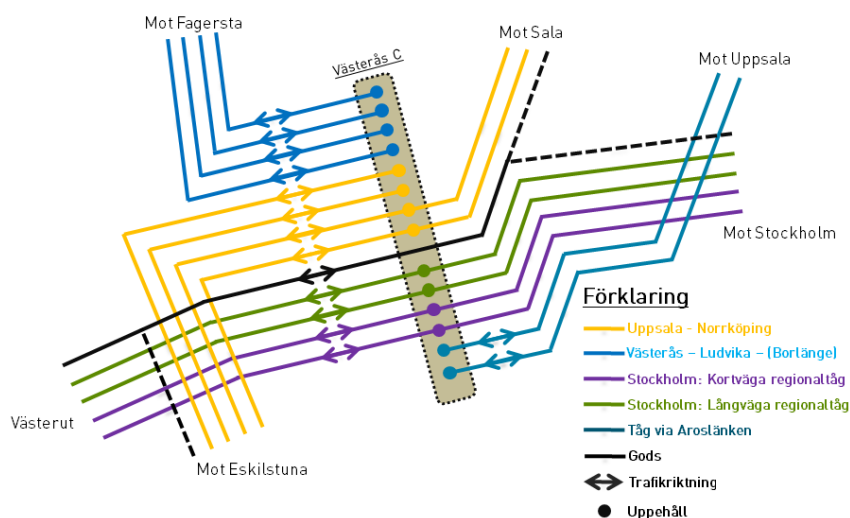 Mot Fagersta
Mot Sala
Västerås C
Mot Uppsala
Mot Stockholm
Västerut
Mot Eskilstuna
Förklaring
Uppsala - Norrköping
Västerås – Ludvika – (Borlänge)
Stockholm: Kortväga regionaltåg
Stockholm: Långväga regionaltåg
Tåg via Aroslänken
Gods
Trafikriktning
Uppehåll